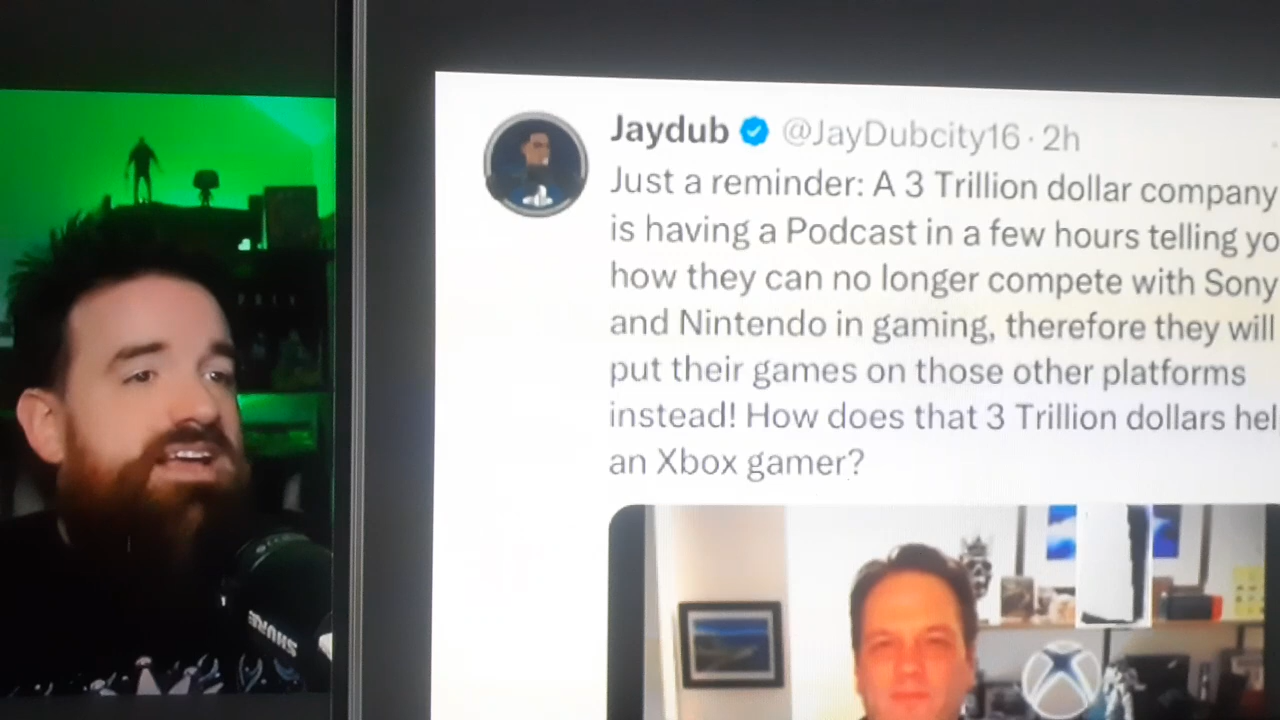 Jaydub @JayDubcity16 · 2h
Just a reminder: A 3 Trillion dollar company
is having a Podcast in a few hours telling yo
how they can no longer compete with Sony
and Nintendo in gaming, therefore they will
put their games on those other platforms
instead! How does that 3 Trillion dollars hel
an Xbox gamer?